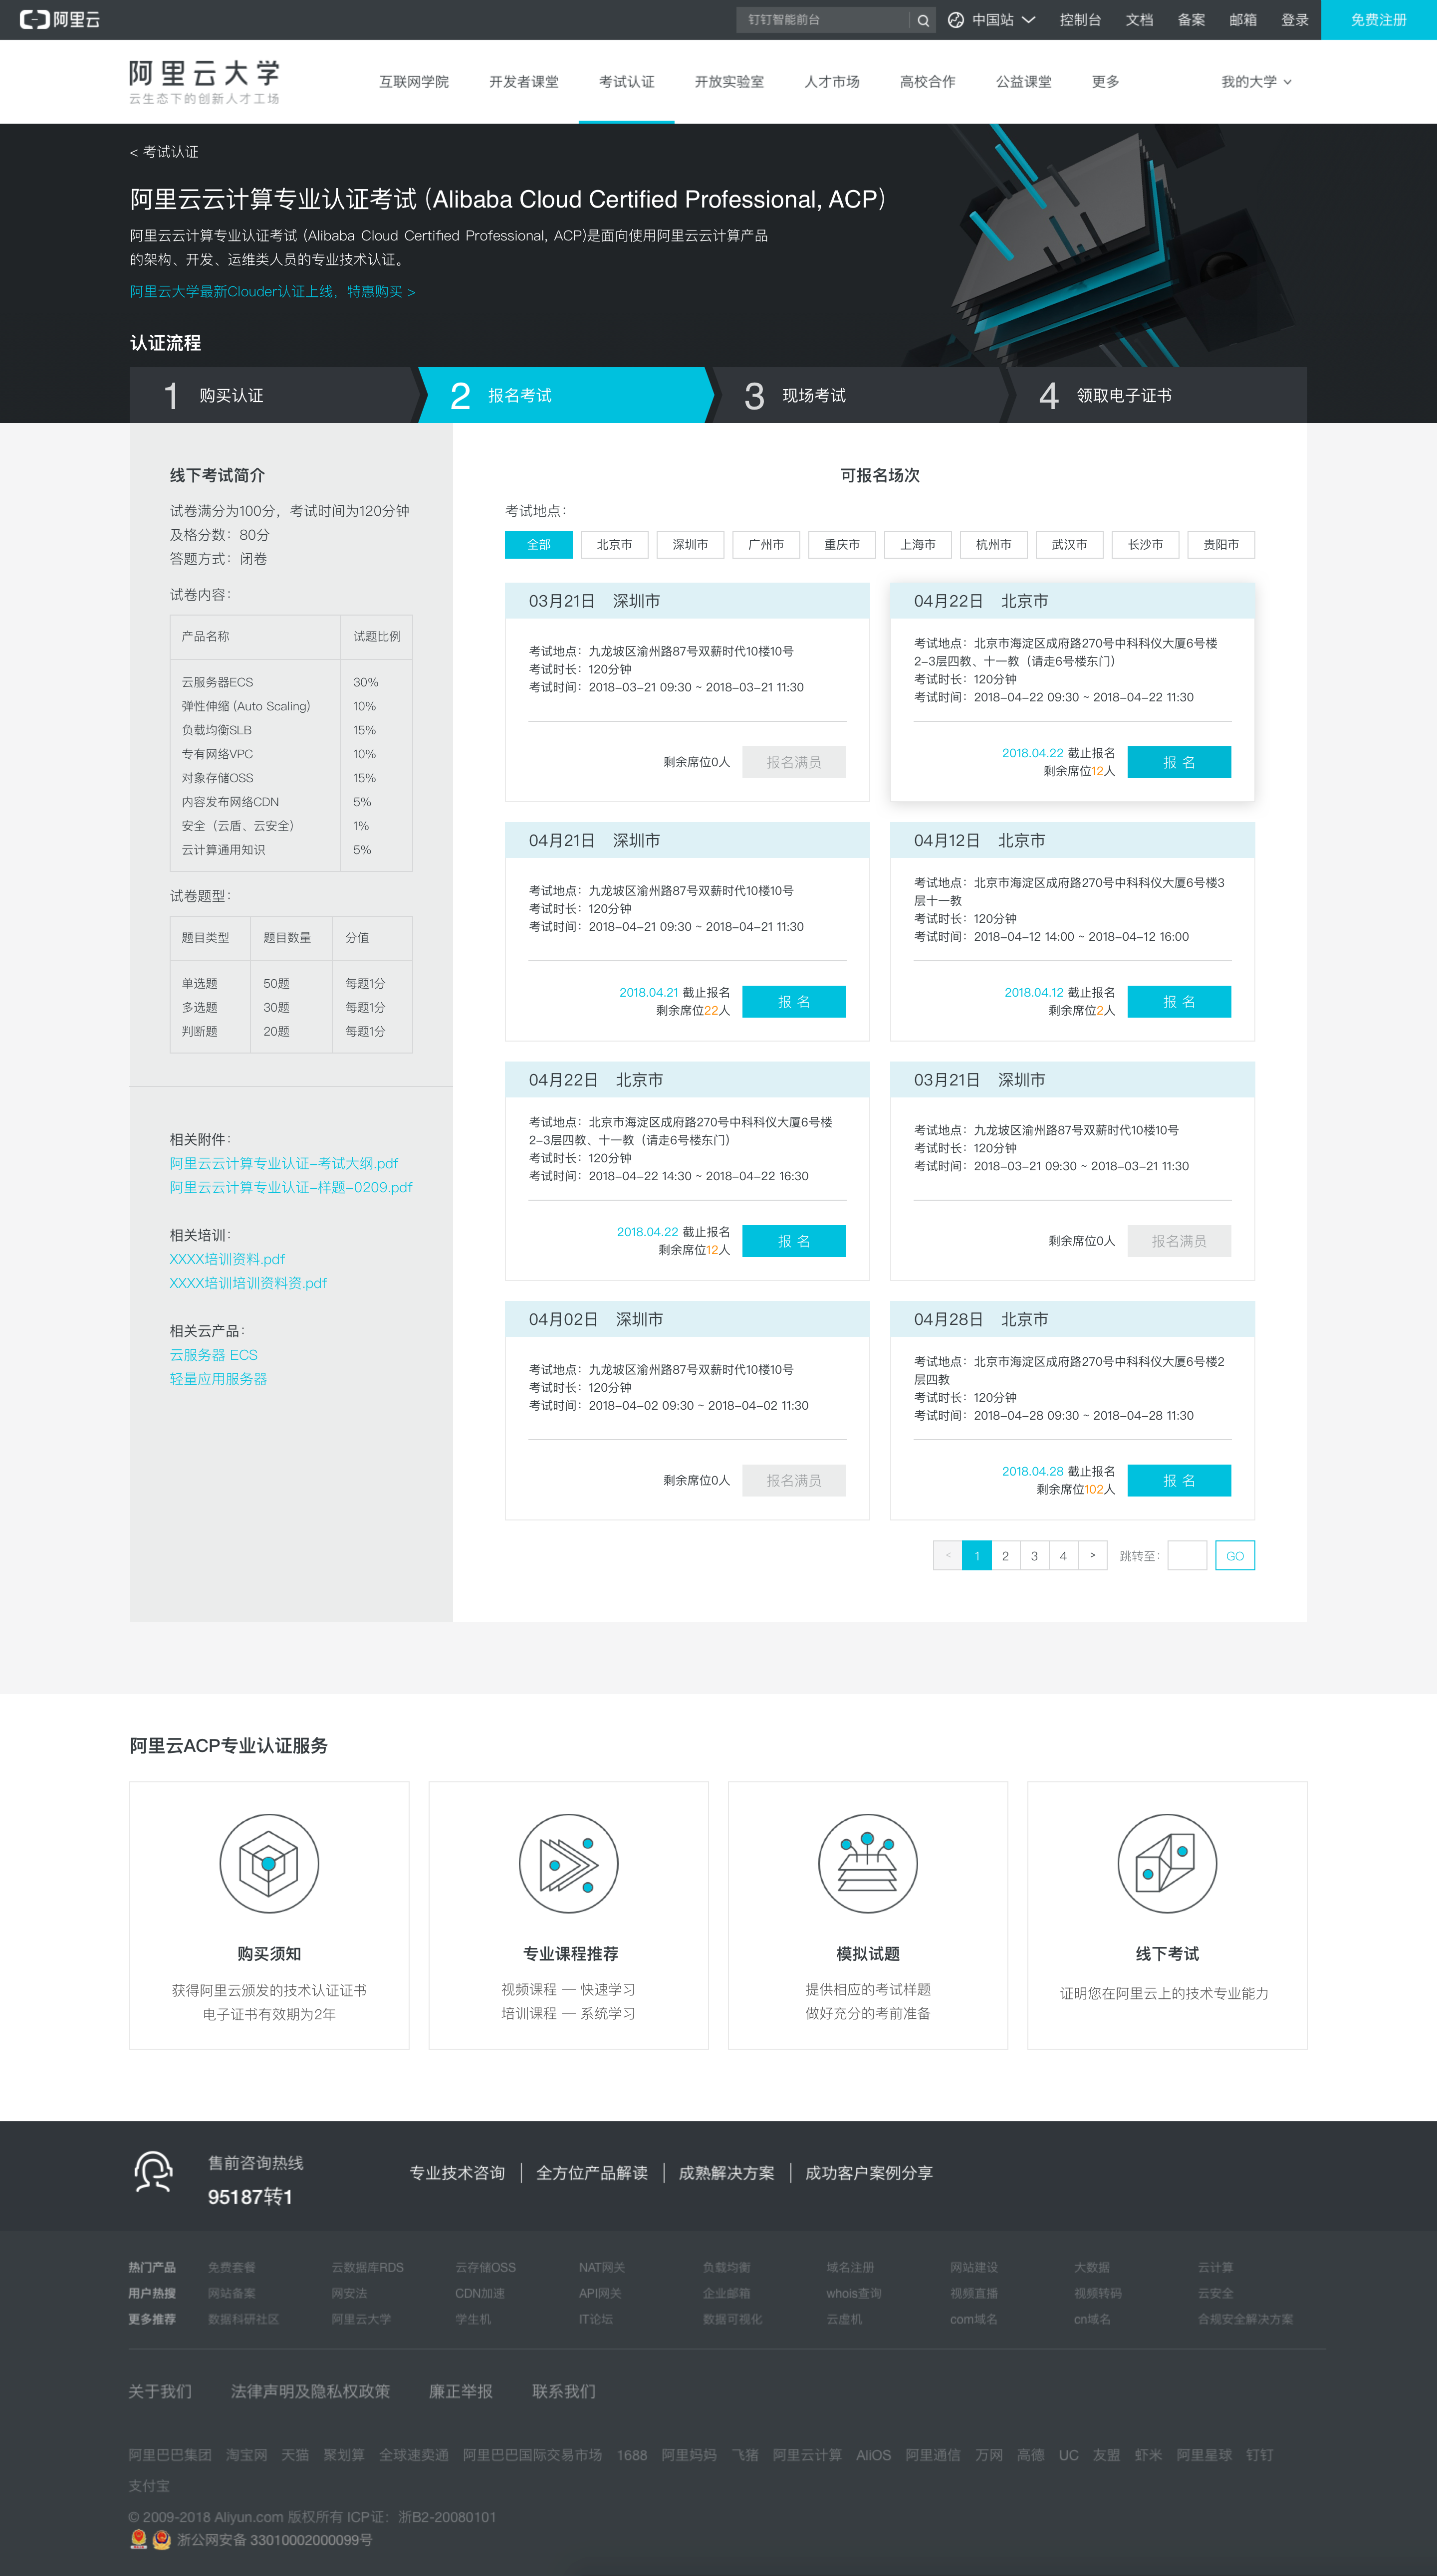 阿里云
钉钉智能前台
中国站
控制台
文档
备案
邮箱
登录
免费注册
阿里云大学
云生态下的创新人才工场
互联网学院
开发者课堂
考试认证
开放实验室
人才市场
高校合作
公益课堂
更多
我的大学
< 考试认证
阿里云云计算专业认证考试 (Alibaba Cloud Certified Professional, ACP)
阿里云云计算专业认证考试 (Alibaba Cloud Certified Professional, ACP)是面向使用阿里云云计算产品
的架构、开发、运维类人员的专业技术认证。
阿里云大学最新Clouder认证上线，特惠购买 >
认证流程
1 购买认证
2 报名考试
3 现场考试
4 领取电子证书
线下考试简介
试卷满分为100分，考试时间为120分钟
及格分数：80分
答题方式：闭卷
试卷内容：
产品名称 试题比例
云服务器ECS 30%
弹性伸缩 (Auto Scaling) 10%
负载均衡SLB 15%
专有网络VPC 10%
对象存储OSS 15%
内容发布网络CDN 5%
安全（云盾、云安全） 1%
云计算通用知识 5%
试卷题型：
题目类型 题目数量 分值
单选题 50题 每题1分
多选题 30题 每题1分
判断题 20题 每题1分
相关附件：
阿里云云计算专业认证-考试大纲.pdf
阿里云云计算专业认证-样题-0209.pdf
相关培训：
XXXX培训资料.pdf
XXXX培训培训资料资.pdf
相关云产品：
云服务器 ECS
轻量应用服务器
可报名场次
考试地点：
全部 北京市 深圳市 广州市 重庆市 上海市 杭州市 武汉市 长沙市 贵阳市
03月21日 深圳市
考试地点：九龙坡区渝州路87号双薪时代10楼10号
考试时长：120分钟
考试时间：2018-03-21 09:30 ~ 2018-03-21 11:30
剩余席位0人
报名满员
04月22日 北京市
考试地点：北京市海淀区成府路270号中科科仪大厦6号楼
2-3层四教、十一教（请走6号楼东门）
考试时长：120分钟
考试时间：2018-04-22 09:30 ~ 2018-04-22 11:30
2018.04.22 截止报名
剩余席位12人
报 名
04月21日 深圳市
考试地点：九龙坡区渝州路87号双薪时代10楼10号
考试时长：120分钟
考试时间：2018-04-21 09:30 ~ 2018-04-21 11:30
2018.04.21 截止报名
剩余席位22人
报 名
04月12日 北京市
考试地点：北京市海淀区成府路270号中科科仪大厦6号楼3
层十一教
考试时长：120分钟
考试时间：2018-04-12 14:00 ~ 2018-04-12 16:00
2018.04.12 截止报名
剩余席位2人
报 名
04月22日 北京市
考试地点：北京市海淀区成府路270号中科科仪大厦6号楼
2-3层四教、十一教（请走6号楼东门）
考试时长：120分钟
考试时间：2018-04-22 14:30 ~ 2018-04-22 16:30
2018.04.22 截止报名
剩余席位12人
报 名
03月21日 深圳市
考试地点：九龙坡区渝州路87号双薪时代10楼10号
考试时长：120分钟
考试时间：2018-03-21 09:30 ~ 2018-03-21 11:30
剩余席位0人
报名满员
04月02日 深圳市
考试地点：九龙坡区渝州路87号双薪时代10楼10号
考试时长：120分钟
考试时间：2018-04-02 09:30 ~ 2018-04-02 11:30
剩余席位0人
报名满员
04月28日 北京市
考试地点：北京市海淀区成府路270号中科科仪大厦6号楼2
层四教
考试时长：120分钟
考试时间：2018-04-28 09:30 ~ 2018-04-28 11:30
2018.04.28 截止报名
剩余席位102人
报 名
< 1 2 3 4 > 跳转至： GO
阿里云ACP专业认证服务
购买须知
获得阿里云颁发的技术认证证书
电子证书有效期为2年
专业课程推荐
视频课程 — 快速学习
培训课程 — 系统学习
模拟试题
提供相应的考试样题
做好充分的考前准备
线下考试
证明您在阿里云上的技术专业能力
售前咨询热线
95187转1
专业技术咨询 | 全方位产品解读 | 成熟解决方案 | 成功客户案例分享
热门产品 免费套餐 云数据库RDS 云存储OSS NAT网关 负载均衡 域名注册 网站建设 大数据 云计算
用户热搜 网站备案 网安法 CDN加速 API网关 企业邮箱 whois查询 视频直播 视频转码 云安全
更多推荐 数据科研社区 阿里云大学 学生机 IT论坛 数据可视化 云虚机 com域名 cn域名 合规安全解决方案
关于我们 法律声明及隐私权政策 廉正举报 联系我们
阿里巴巴集团 淘宝网 天猫 聚划算 全球速卖通 阿里巴巴国际交易市场 1688 阿里妈妈 飞猪 阿里云计算 AliOS 阿里通信 万网 高德 UC 友盟 虾米 阿里星球 钉钉
支付宝
© 2009-2018 Aliyun.com 版权所有 ICP证：浙B2-20080101
浙公网安备 33010002000099号